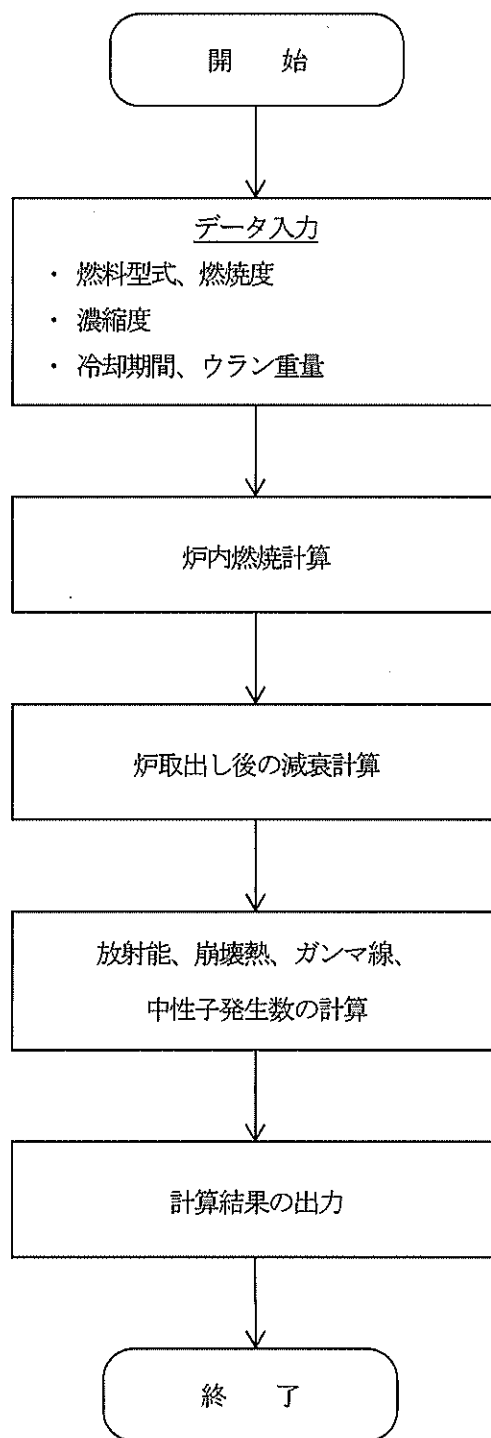 開　始
データ入力
・ 燃料型式、燃焼度
・ 濃縮度
・ 冷却期間、ウラン重量
炉内燃焼計算
炉取出し後の減衰計算
放射能、崩壊熱、ガンマ線、
中性子発生数の計算
計算結果の出力
終　了